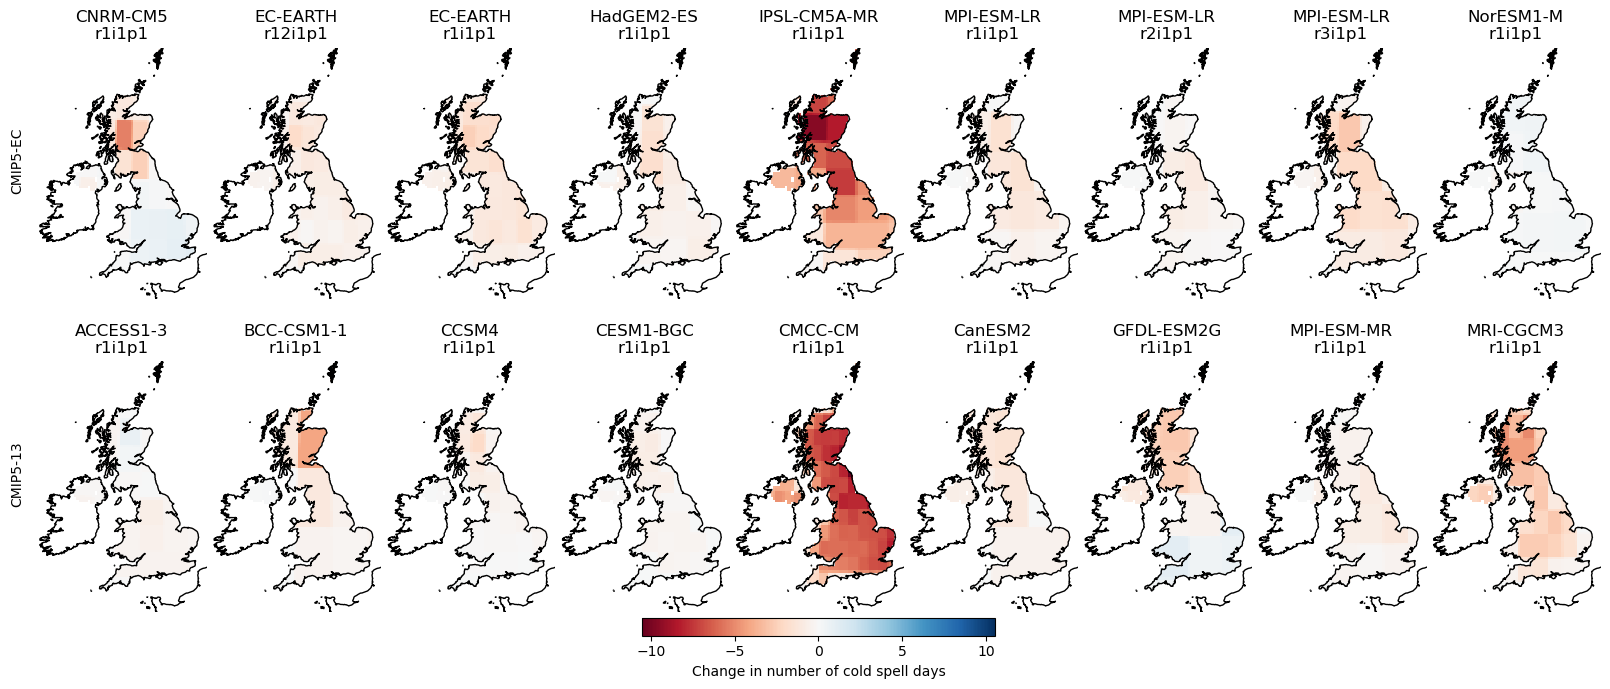 CNRM-CM5
r1i1p1
EC-EARTH
r12i1p1
EC-EARTH
r1i1p1
HadGEM2-ES
r1i1p1
IPSL-CM5A-MR
r1i1p1
MPI-ESM-LR
r1i1p1
MPI-ESM-LR
r2i1p1
MPI-ESM-LR
r3i1p1
NorESM1-M
r1i1p1
CMIP5-EC
ACCESS1-3
r1i1p1
BCC-CSM1-1
r1i1p1
CCSM4
r1i1p1
CESM1-BGC
r1i1p1
CMCC-CM
r1i1p1
CanESM2
r1i1p1
GFDL-ESM2G
r1i1p1
MPI-ESM-MR
r1i1p1
MRI-CGCM3
r1i1p1
CMIP5-13
−10 −5 0 5 10
Change in number of cold spell days